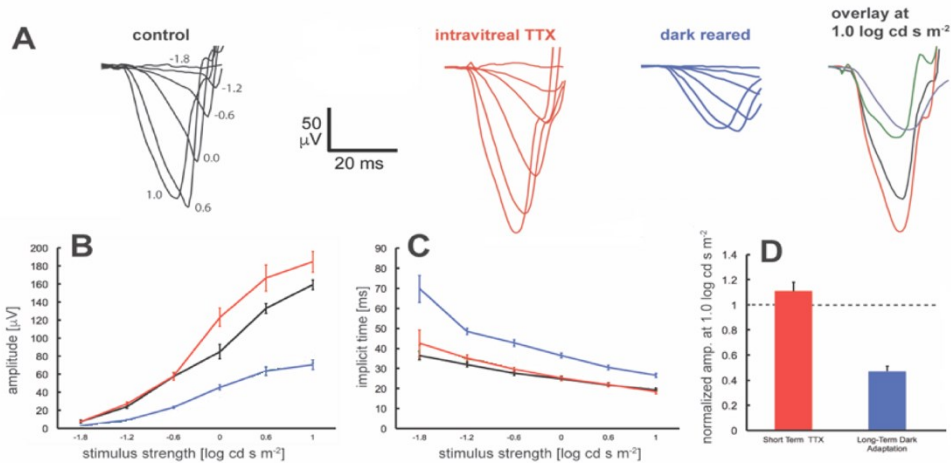 A
control
intravitreal TTX
dark reared
overlay at
1.0 log cd s m-2
-1.8
-1.2
-0.6
0.0
0.6
1.0
50
µV
20 ms
B
amplitude [µV]
200
180
160
140
120
100
80
60
40
20
0
-1.8 -1.2 -0.6 0 0.6 1
stimulus strength [log cd s m-2]
C
implicit time [ms]
90
80
70
60
50
40
30
20
10
0
-1.8 -1.2 -0.6 0 0.6 1
stimulus strength [log cd s m-2]
D
normalized amp. at 1.0 log cd s m-2
1.4
1.2
1
0.8
0.6
0.4
0.2
0
Short Term TTX
Long-Term Dark
Adaptation